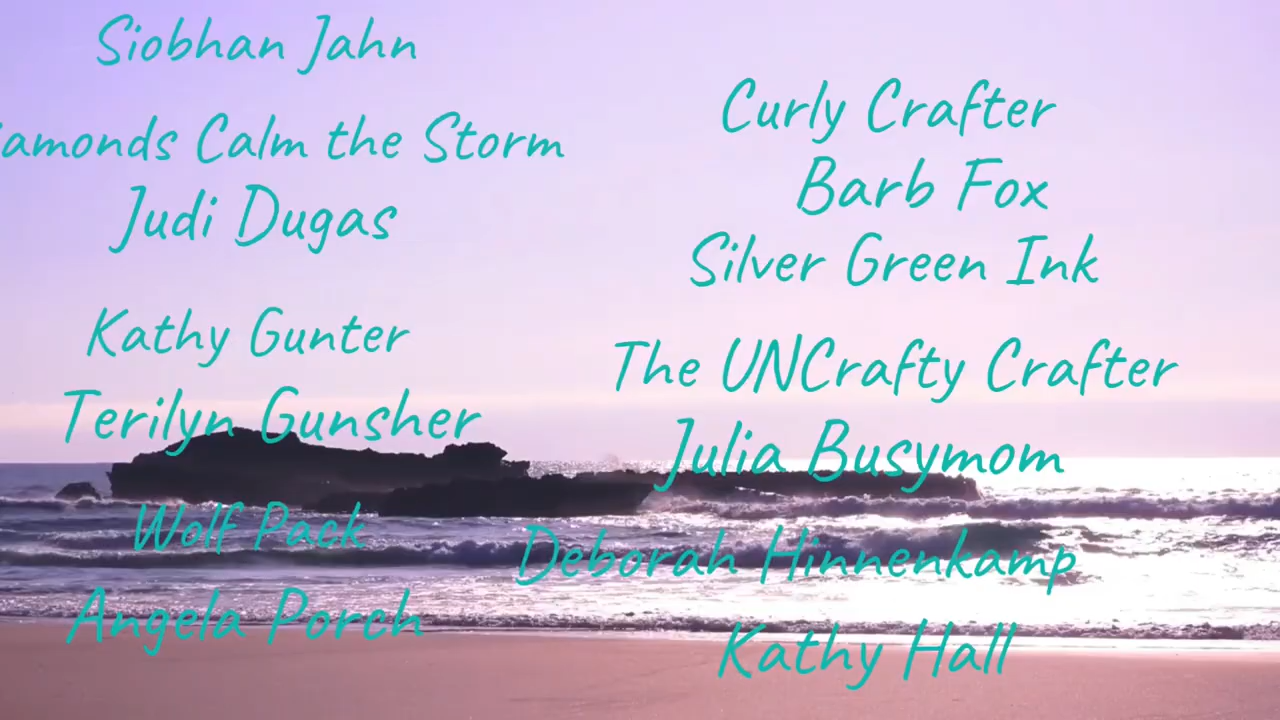 Siobhan Jahn
Calm the Storm
Judi Dugas
Kathy Gunter
Terilyn Gunsher
Wolf Pack
Angela Porch
Curly Crafter
Barb Fox
Silver Green Ink
The UNCrafty Crafter
Julia Busymom
Deborah Hinnenkamp
Kathy Hall